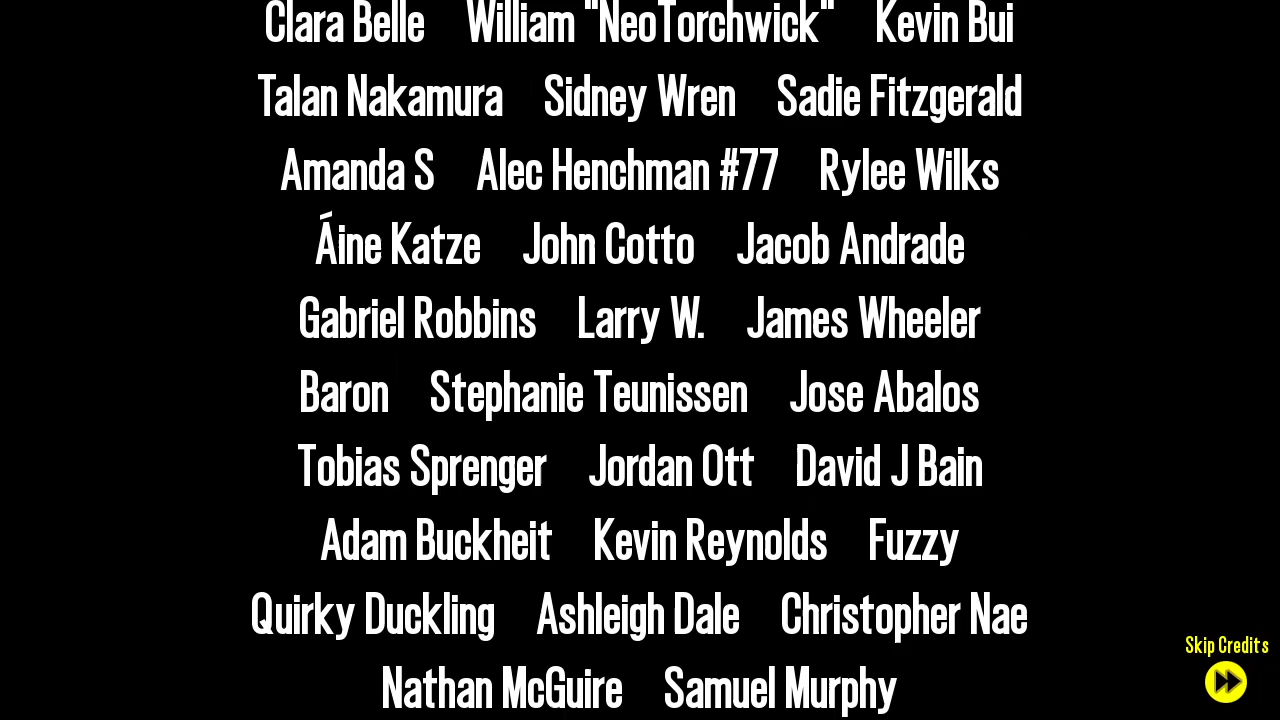 Clara Belle William "NeoTorchwick" Kevin Bui
Talan Nakamura Sidney Wren Sadie Fitzgerald
Amanda S Alec Henchman #77 Rylee Wilks
Áine Katze John Cotto Jacob Andrade
Gabriel Robbins Larry W. James Wheeler
Baron Stephanie Teunissen Jose Abalos
Tobias Sprenger Jordan Ott David J Bain
Adam Buckheit Kevin Reynolds Fuzzy
Quirky Duckling Ashleigh Dale Christopher Nae
Nathan McGuire Samuel Murphy
Skip Credits